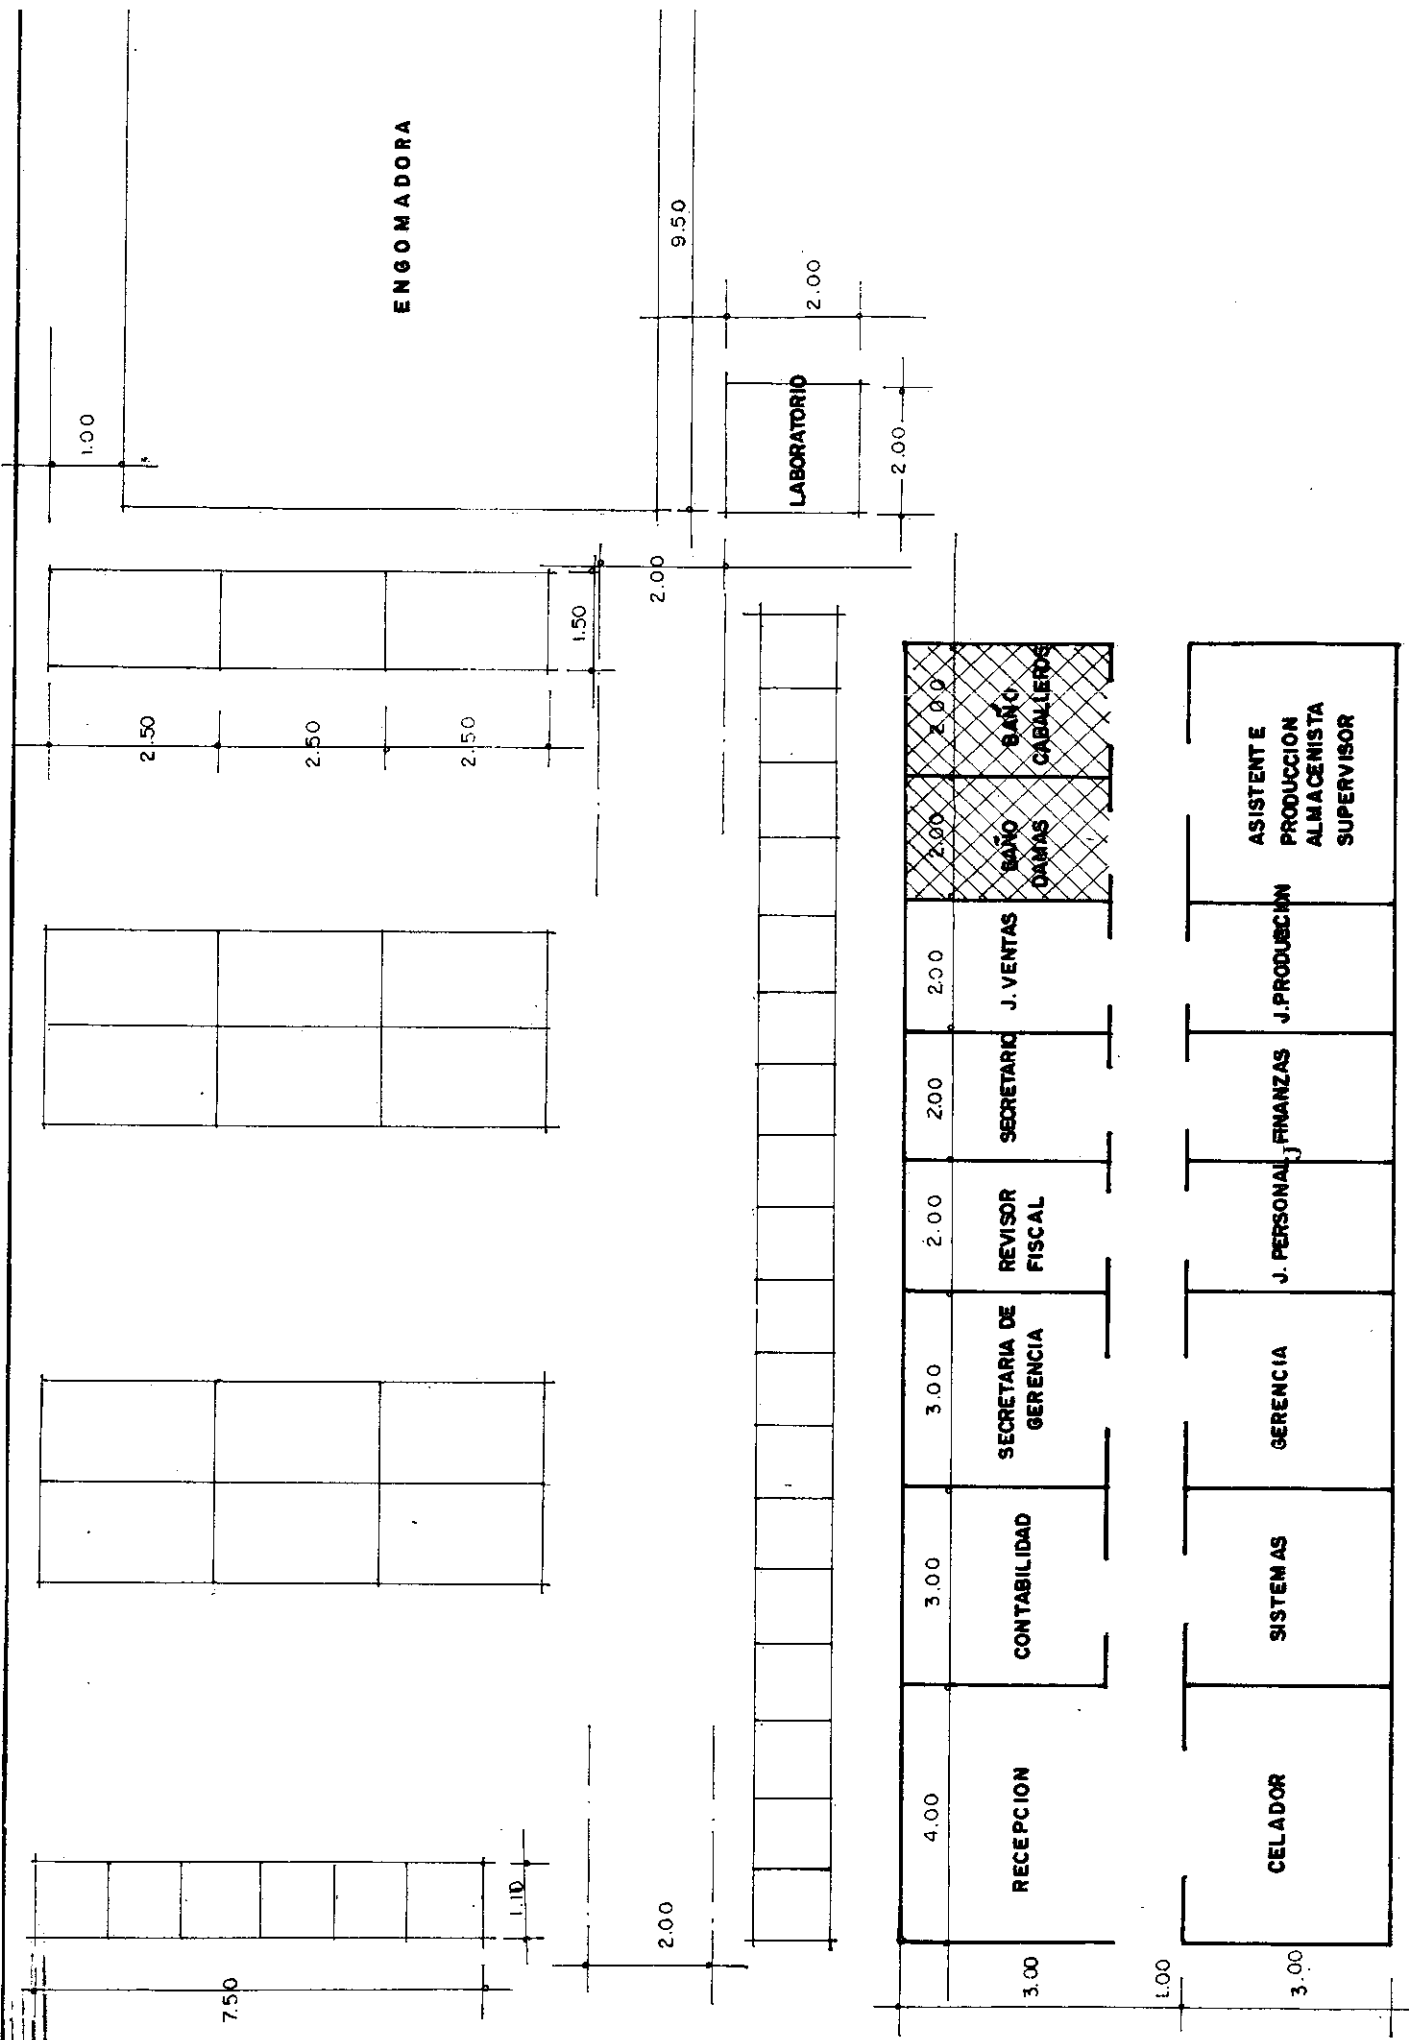 1.00
2.50
7.50
2.50
ENGOMADORA
2.50
1.10
1.50
2.00
2.00
9.50
LABORATORIO
2.00
2.00
4.00
3.00
3.00
2.00
2.00
2.00
2.00
2.00
3.00
RECEPCION
CONTABILIDAD
SECRETARIA DE
GERENCIA
REVISOR
FISCAL
SECRETARIO
J. VENTAS
BAÑO
DAMAS
BAÑO
CABALLEROS
1.00
3.00
CELADOR
SISTEMAS
GERENCIA
J. PERSONAL
J FINANZAS
J. PRODUCCION
ASISTENTE
PRODUCCION
ALMACENISTA
SUPERVISOR